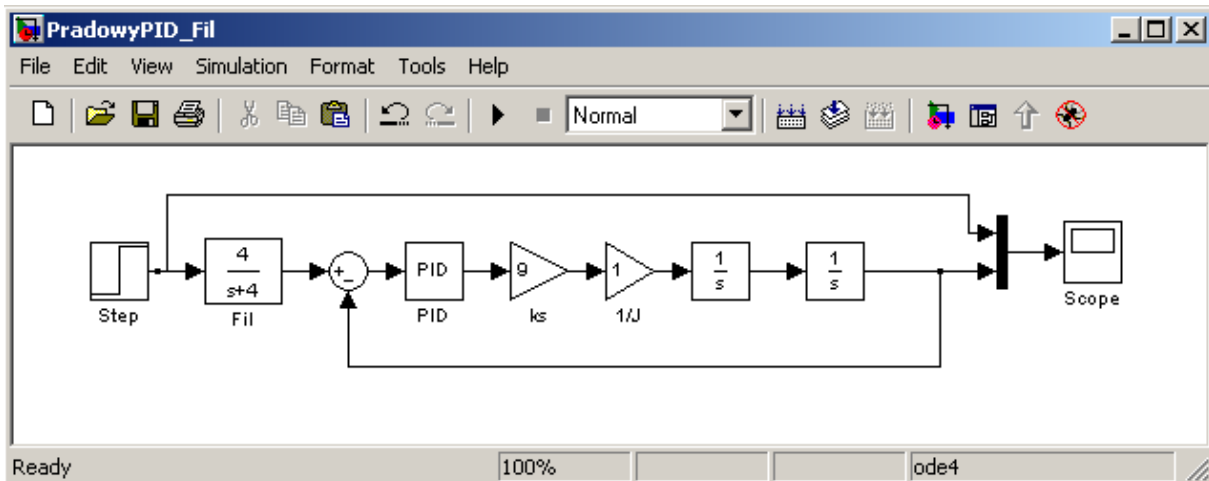 PradowyPID_Fil
File Edit View Simulation Format Tools Help
Normal
Step
4
s+4
Fil
+
−
PID
PID
9
ks
1
1/J
1
s
1
s
Scope
Ready 100% ode4